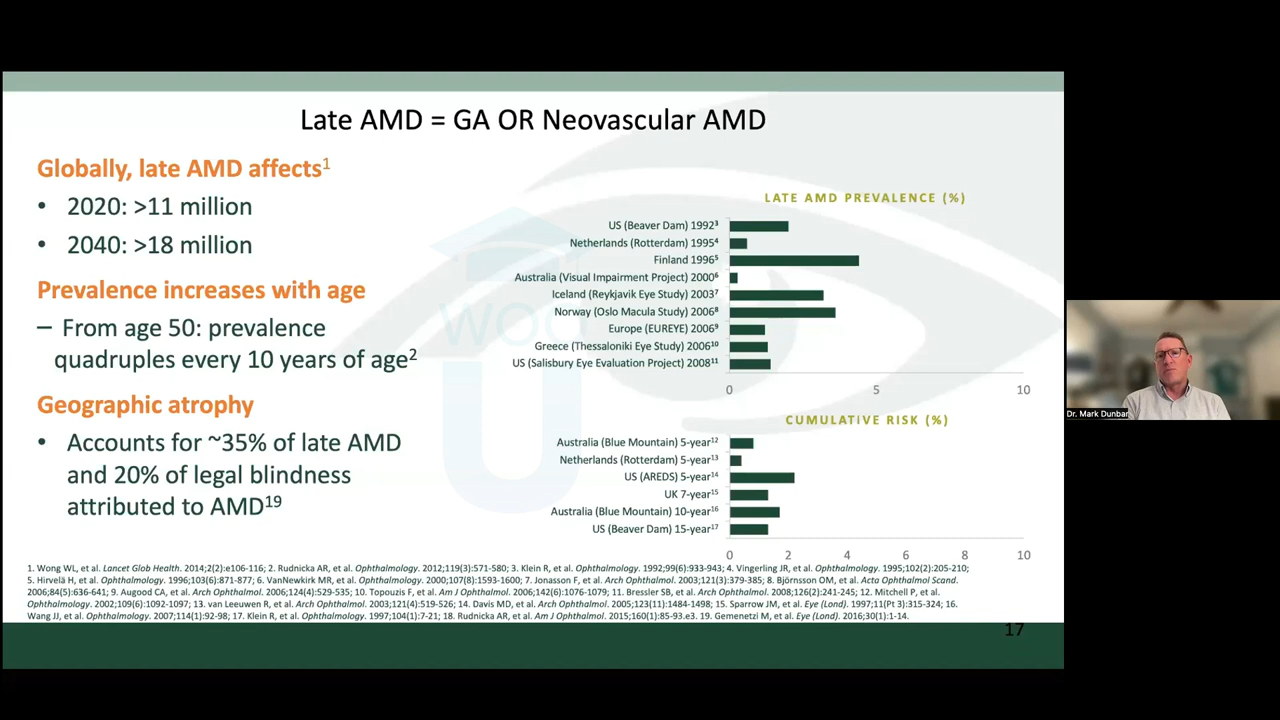 Late AMD = GA OR Neovascular AMD
Globally, late AMD affects¹
• 2020: >11 million
• 2040: >18 million
Prevalence increases with age
– From age 50: prevalence
quadruples every 10 years of age²
Geographic atrophy
• Accounts for ~35% of late AMD
and 20% of legal blindness
attributed to AMD¹⁹
LATE AMD PREVALENCE (%)
US (Beaver Dam) 1992³
Netherlands (Rotterdam) 1995⁴
Finland 1996⁵
Australia (Visual Impairment Project) 2000⁶
Iceland (Reykjavik Eye Study) 2003⁷
Norway (Oslo Macula Study) 2006⁸
Europe (EUREYE) 2006⁹
Greece (Thessaloniki Eye Study) 2006¹⁰
US (Salisbury Eye Evaluation Project) 2008¹¹
0 5 10
CUMULATIVE RISK (%)
Australia (Blue Mountain) 5-year¹²
Netherlands (Rotterdam) 5-year¹³
US (AREDS) 5-year¹⁴
UK 7-year¹⁵
Australia (Blue Mountain) 10-year¹⁶
US (Beaver Dam) 15-year¹⁷
0 2 4 6 8 10
WOO
U
1. Wong WL, et al. Lancet Glob Health. 2014;2(2):e106-116; 2. Rudnicka AR, et al. Ophthalmology. 2012;119(3):571-580; 3. Klein R, et al. Ophthalmology. 1992;99(6):933-943; 4. Vingerling JR, et al. Ophthalmology. 1995;102(2):205-210;
5. Hirvelä H, et al. Ophthalmology. 1996;103(6):871-877; 6. VanNewkirk MR, et al. Ophthalmology. 2000;107(8):1593-1600; 7. Jonasson F, et al. Arch Ophthalmol. 2003;121(3):379-385; 8. Björnsson OM, et al. Acta Ophthalmol Scand.
2006;84(5):636-641; 9. Augood CA, et al. Arch Ophthalmol. 2006;124(4):529-535; 10. Topouzis F, et al. Am J Ophthalmol. 2006;142(6):1076-1079; 11. Bressler SB, et al. Arch Ophthalmol. 2008;126(2):241-245; 12. Mitchell P, et al.
Ophthalmology. 2002;109(6):1092-1097; 13. van Leeuwen R, et al. Arch Ophthalmol. 2003;121(4):519-526; 14. Davis MD, et al. Arch Ophthalmol. 2005;123(11):1484-1498; 15. Sparrow JM, et al. Eye (Lond). 1997;11(Pt 3):315-324; 16.
Wang JJ, et al. Ophthalmology. 2007;114(1):92-98; 17. Klein R, et al. Ophthalmology. 1997;104(1):7-21; 18. Rudnicka AR, et al. Am J Ophthalmol. 2015;160(1):85-93.e3. 19. Gemenetzi M, et al. Eye (Lond). 2016;30(1):1-14.
17
Dr. Mark Dunbar